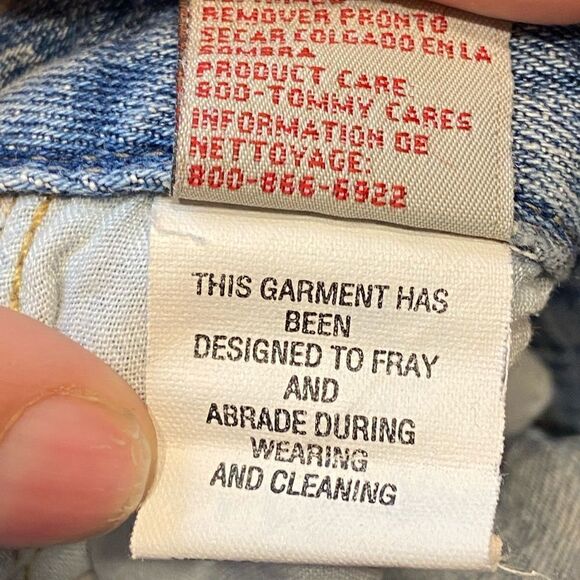 REMOVER PRONTO
SECAR COLGADO EN LA
SOMBRA
PRODUCT CARE:
800-TOMMY CARES
INFORMATION DE
NETTOYAGE:
800-866-6922
THIS GARMENT HAS
BEEN
DESIGNED TO FRAY
AND
ABRADE DURING
WEARING
AND CLEANING